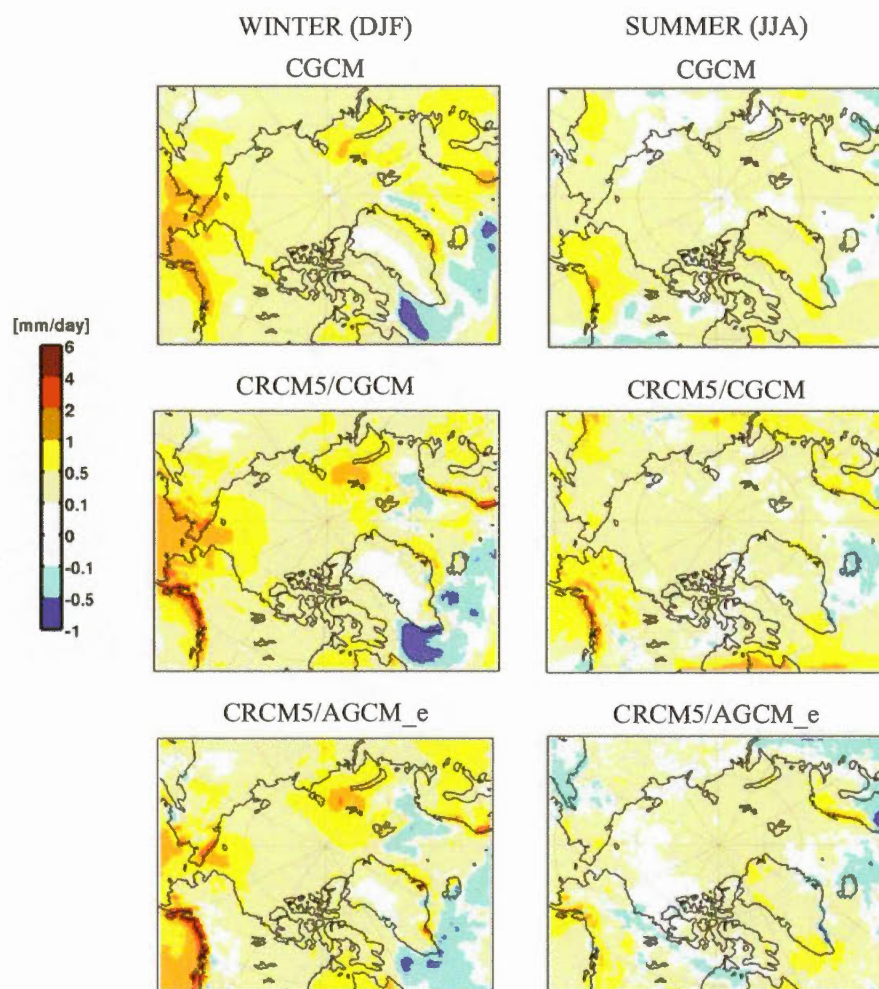 WINTER (DJF)
SUMMER (JJA)
CGCM
CGCM
[mm/day]
6
4
2
1
0.5
0.1
0
-0.1
-0.5
-1
CRCM5/CGCM
CRCM5/CGCM
CRCM5/AGCM_e
CRCM5/AGCM_e